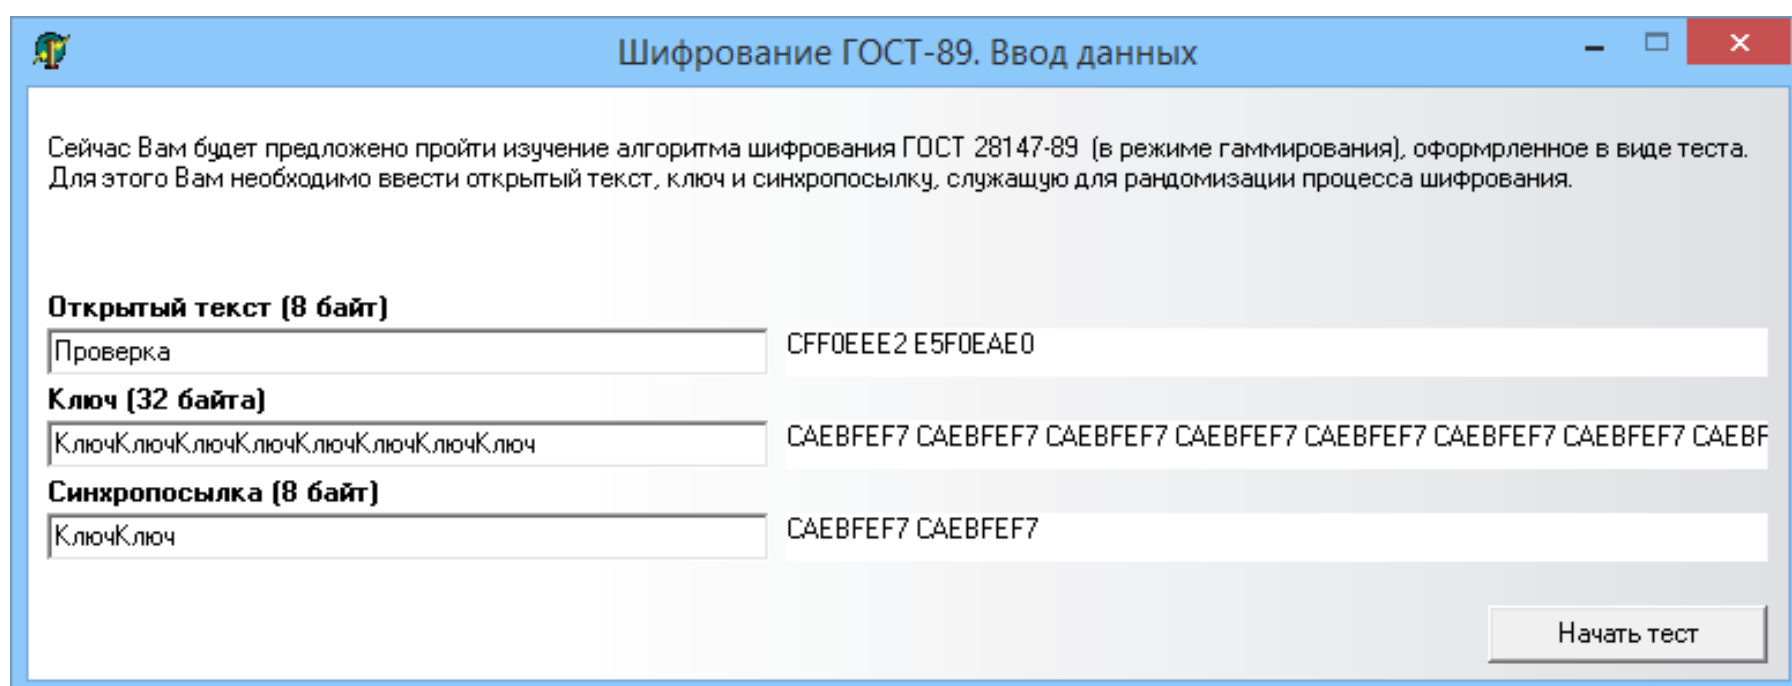 Шифрование ГОСТ-89. Ввод данных
Сейчас Вам будет предложено пройти изучение алгоритма шифрования ГОСТ 28147-89 (в режиме гаммирования), оформрленное в виде теста.
Для этого Вам необходимо ввести открытый текст, ключ и синхропосылку, служащую для рандомизации процесса шифрования.
Открытый текст (8 байт)
Проверка CFF0EEE2 E5F0EAE0
Ключ (32 байта)
КлючКлючКлючКлючКлючКлючКлючКлюч CAEBFEF7 CAEBFEF7 CAEBFEF7 CAEBFEF7 CAEBFEF7 CAEBFEF7 CAEBFEF7 CAEBF
Синхропосылка (8 байт)
КлючКлюч CAEBFEF7 CAEBFEF7
Начать тест